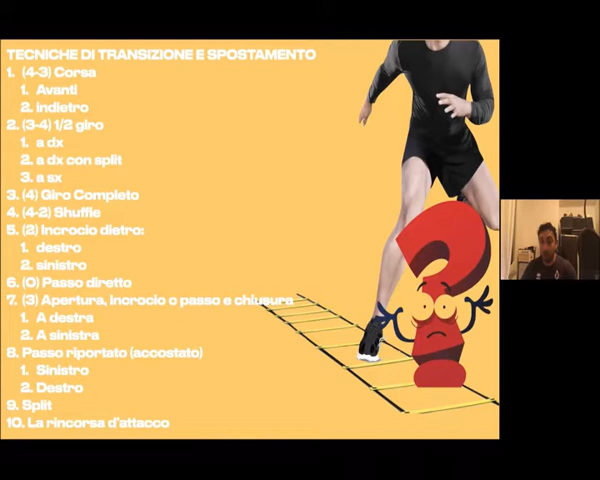 TECNICHE DI TRANSIZIONE E SPOSTAMENTO
1. (4-3) Corsa
1. Avanti
2. indietro
2. (3-4) 1/2 giro
1. a dx
2. a dx con split
3. a sx
3. (4) Giro Completo
4. (4-2) Shuffle
5. (2) Incrocio dietro:
1. destro
2. sinistro
6. (0) Passo diretto
7. (3) Apertura, incrocio o passo e chiusura
1. A destra
2. A sinistra
8. Passo riportato (accostato)
1. Sinistro
2. Destro
9. Split
10. La rincorsa d'attacco